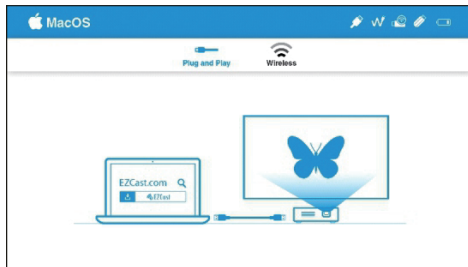 MacOS
Plug and Play
Wireless
EZCast.com
EZCast